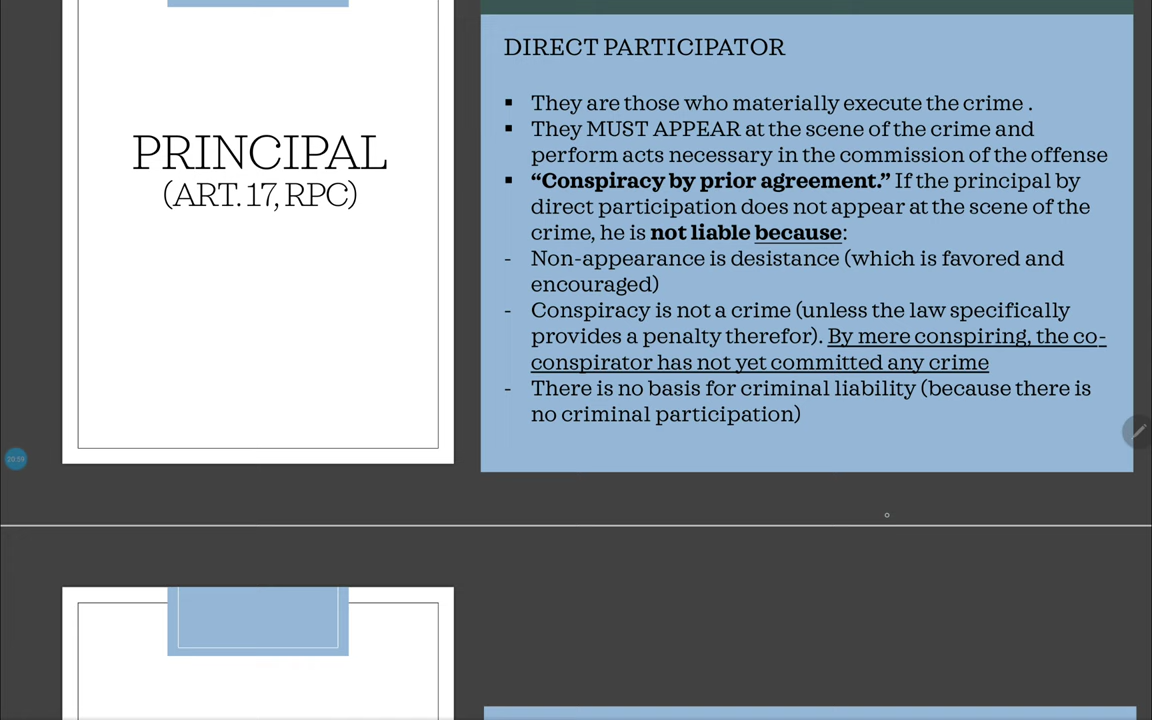 PRINCIPAL
(ART. 17, RPC)
DIRECT PARTICIPATOR
▪ They are those who materially execute the crime .
▪ They MUST APPEAR at the scene of the crime and
perform acts necessary in the commission of the offense
▪ “Conspiracy by prior agreement.” If the principal by
direct participation does not appear at the scene of the
crime, he is not liable because:
- Non-appearance is desistance (which is favored and
encouraged)
- Conspiracy is not a crime (unless the law specifically
provides a penalty therefor). By mere conspiring, the co-
conspirator has not yet committed any crime
- There is no basis for criminal liability (because there is
no criminal participation)
20:59